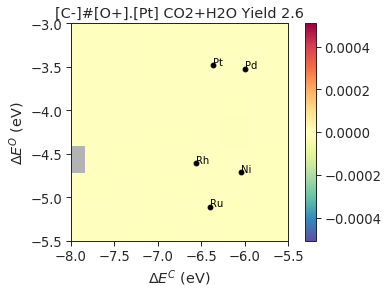 [C-]#[O+].[Pt] CO2+H2O Yield 2.6
−3.0
−3.5
−4.0
−4.5
−5.0
−5.5
ΔE^O (eV)
Pt
Pd
Rh
Ni
Ru
−8.0 −7.5 −7.0 −6.5 −6.0 −5.5
ΔE^C (eV)
0.0004
0.0002
0.0000
−0.0002
−0.0004